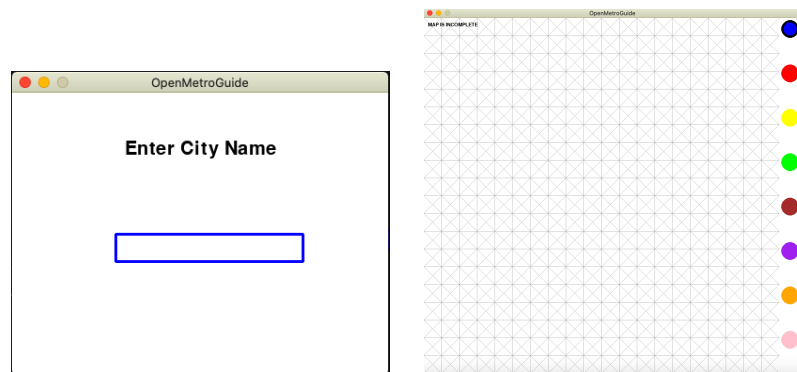 OpenMetroGuide
Enter City Name
OpenMetroGuide
MAP IS INCOMPLETE